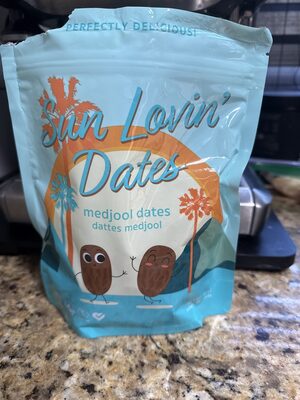 PERFECTLY DELICIOUS!
Sun Lovin'
Dates
medjool dates
dattes medjool